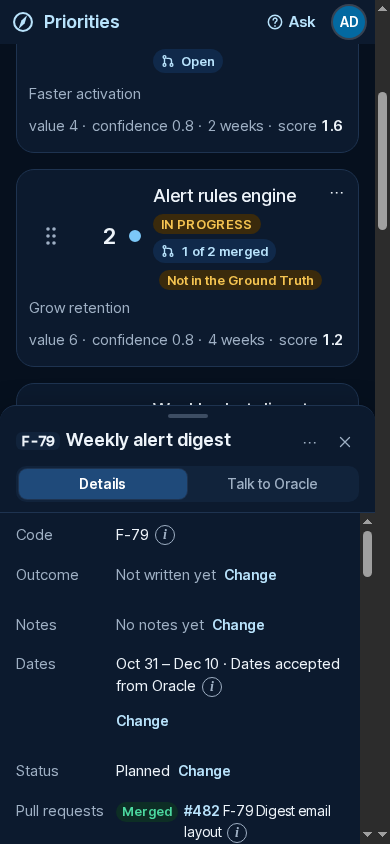 Priorities
Ask
AD
Open
Faster activation
value 4 · confidence 0.8 · 2 weeks · score 1.6
Alert rules engine
...
2
IN PROGRESS
1 of 2 merged
Not in the Ground Truth
Grow retention
value 6 · confidence 0.8 · 4 weeks · score 1.2
F-79 Weekly alert digest
...
Details
Talk to Oracle
Code
F-79 i
Outcome
Not written yet Change
Notes
No notes yet Change
Dates
Oct 31 – Dec 10 · Dates accepted
from Oracle i
Change
Status
Planned Change
Pull requests
Merged #482 F-79 Digest email
layout i